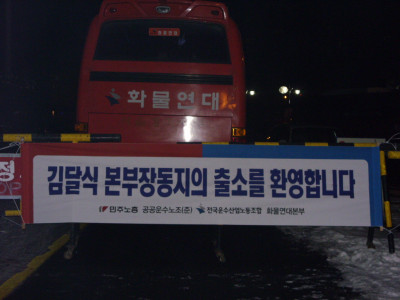 화물연대
김달식 본부장동지의 출소를 환영합니다
민주노총 공공운수노조(준) 전국운수산업노동조합 화물연대본부